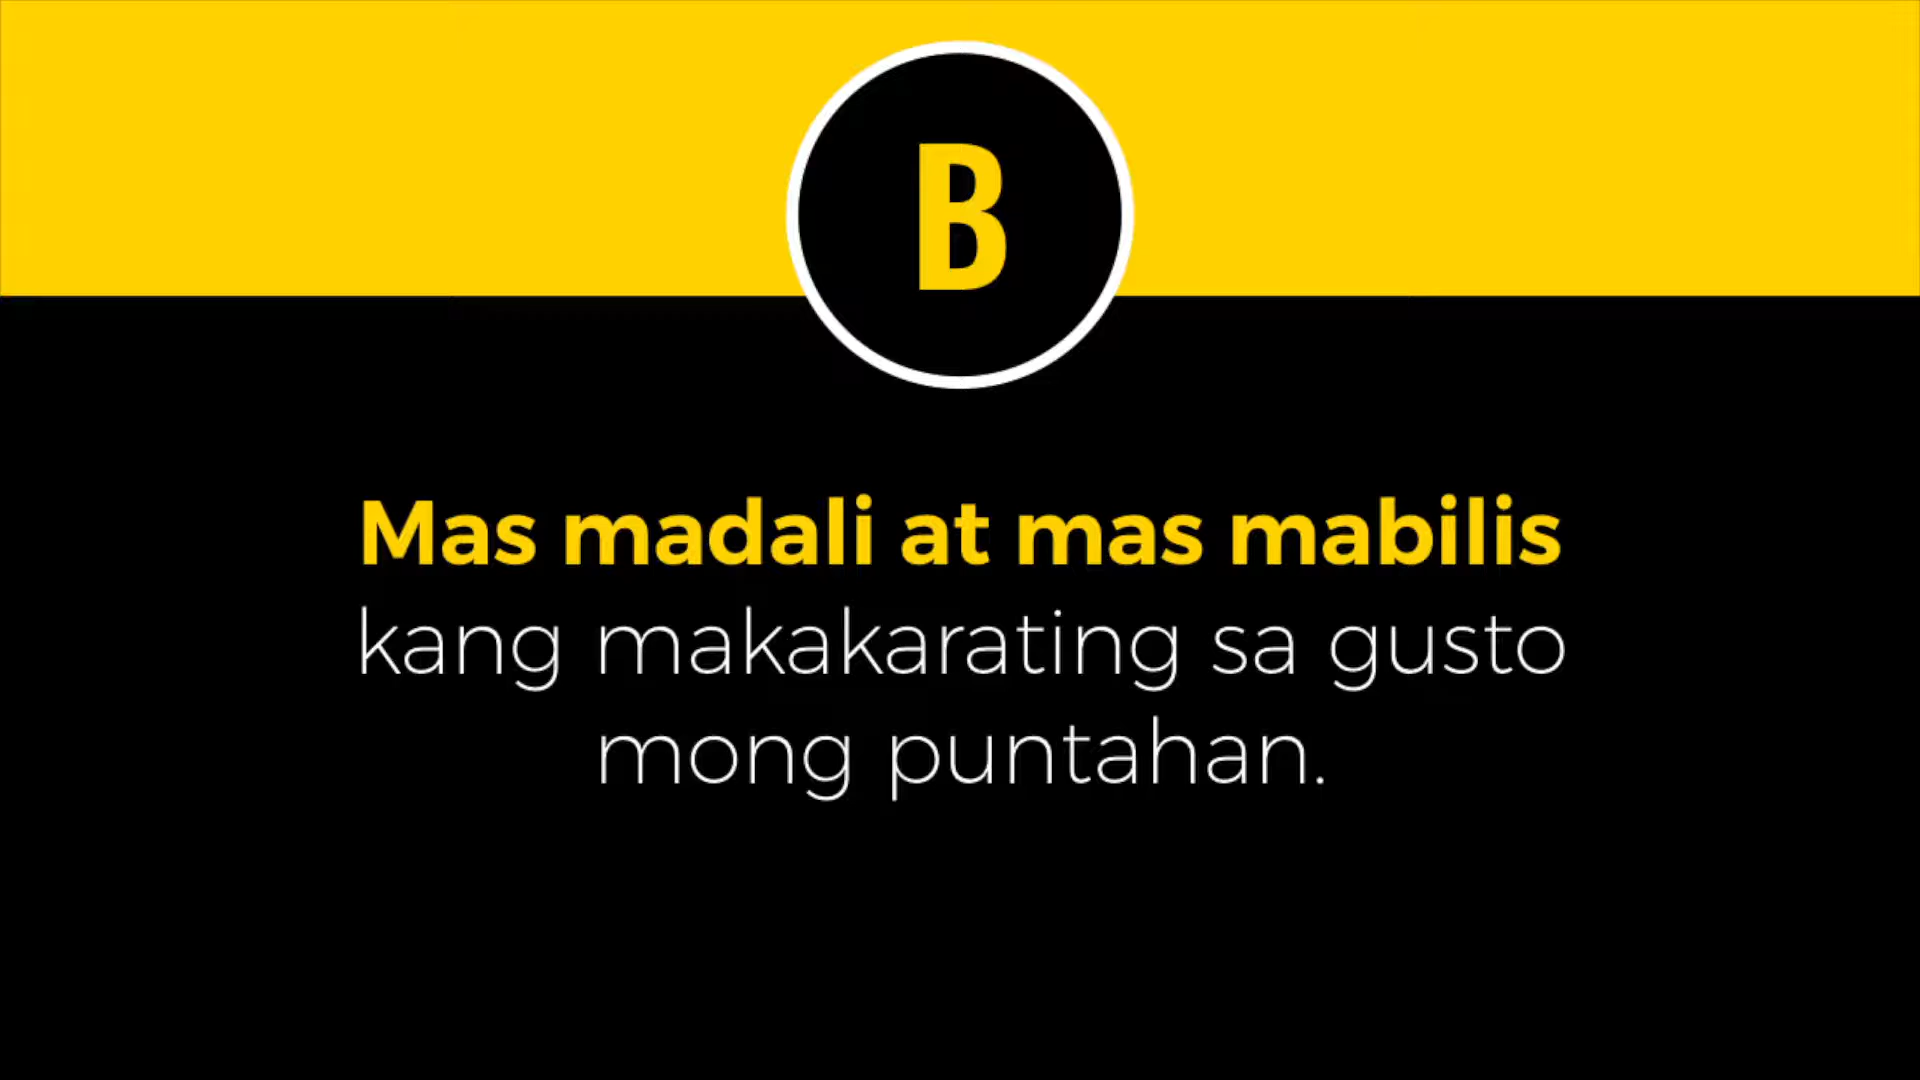 B
Mas madali at mas mabilis
kang makakarating sa gusto
mong puntahan.